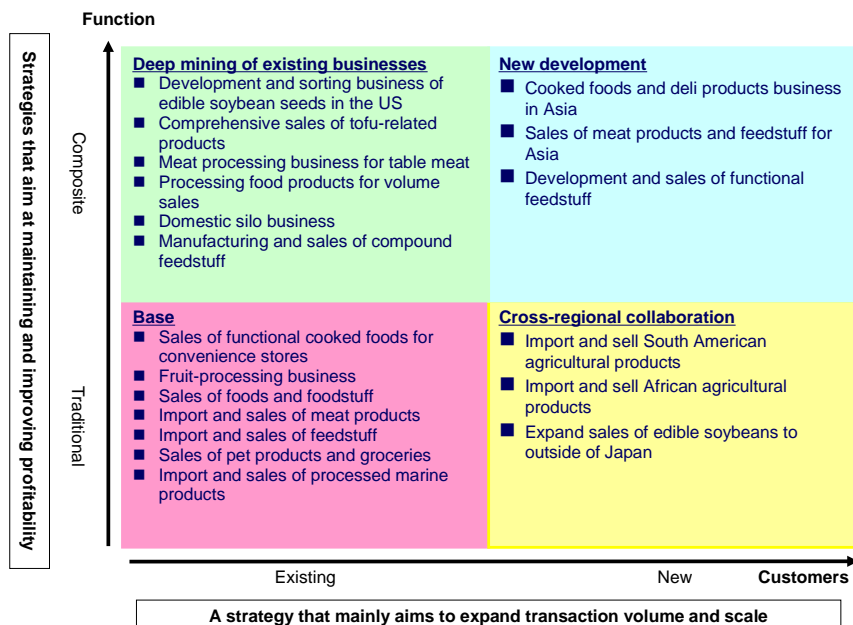 Function
Strategies that aim at maintaining and improving profitability
Composite
Deep mining of existing businesses
■ Development and sorting business of
edible soybean seeds in the US
■ Comprehensive sales of tofu-related
products
■ Meat processing business for table meat
■ Processing food products for volume
sales
■ Domestic silo business
■ Manufacturing and sales of compound
feedstuff
New development
■ Cooked foods and deli products business
in Asia
■ Sales of meat products and feedstuff for
Asia
■ Development and sales of functional
feedstuff
Traditional
Base
■ Sales of functional cooked foods for
convenience stores
■ Fruit-processing business
■ Sales of foods and foodstuff
■ Import and sales of meat products
■ Import and sales of feedstuff
■ Sales of pet products and groceries
■ Import and sales of processed marine
products
Cross-regional collaboration
■ Import and sell South American
agricultural products
■ Import and sell African agricultural
products
■ Expand sales of edible soybeans to
outside of Japan
Existing
New
Customers
A strategy that mainly aims to expand transaction volume and scale